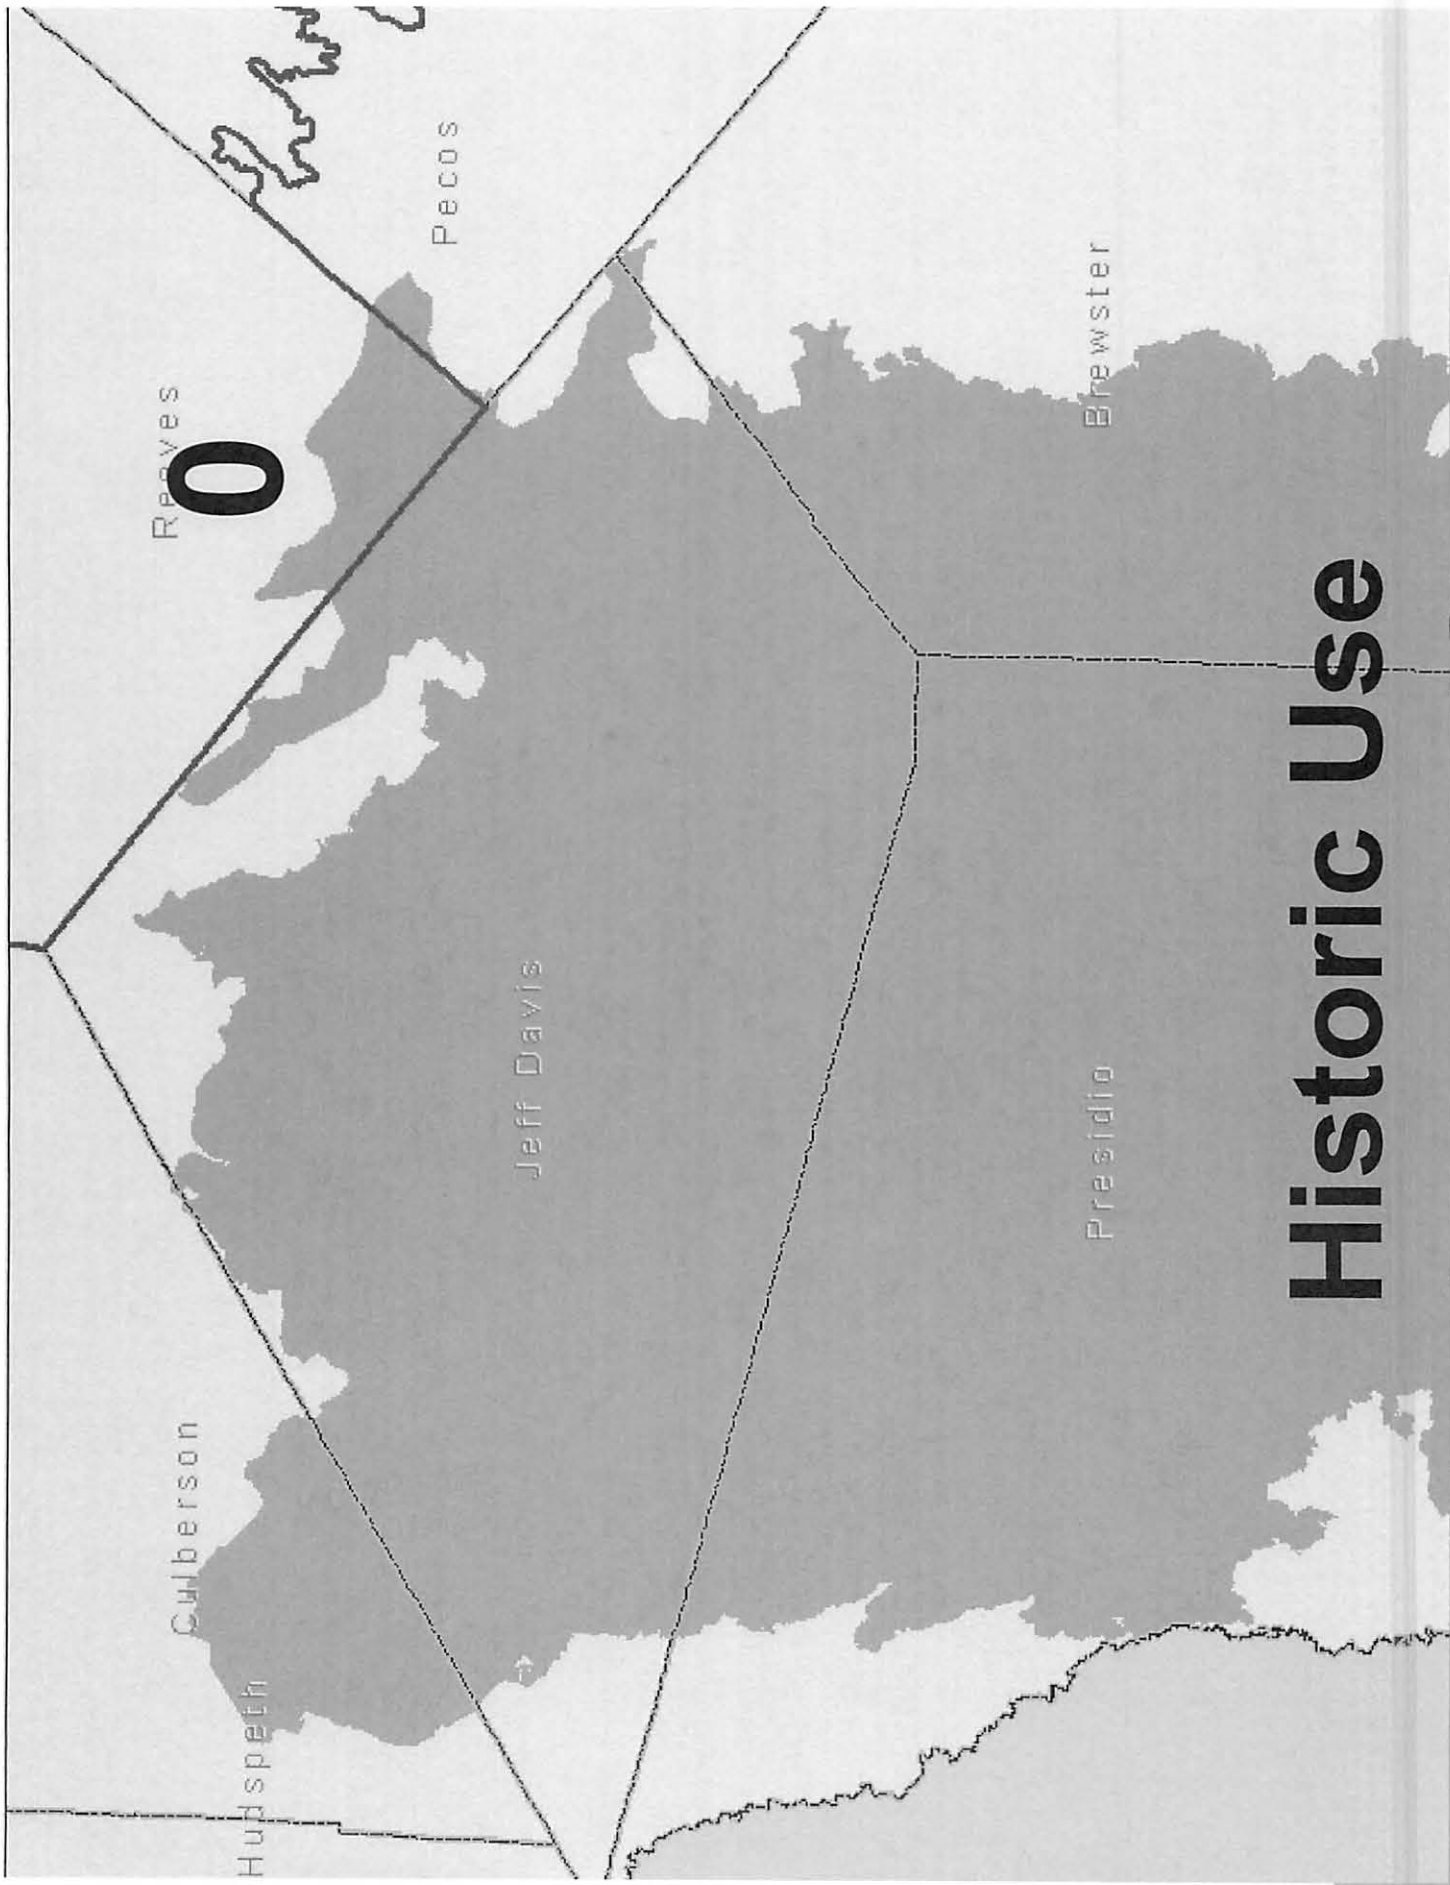 Reeves
0
Pecos
Culberson
Hudspeth
Jeff Davis
Brewster
Presidio
Historic Use